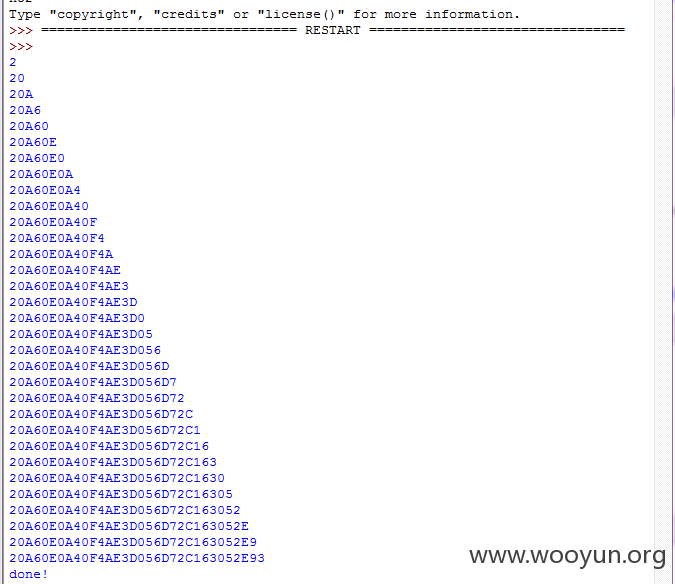 Type "copyright", "credits" or "license()" for more information.
>>> ================================ RESTART ================================
>>>
2
20
20A
20A6
20A60
20A60E
20A60E0
20A60E0A
20A60E0A4
20A60E0A40
20A60E0A40F
20A60E0A40F4
20A60E0A40F4A
20A60E0A40F4AE
20A60E0A40F4AE3
20A60E0A40F4AE3D
20A60E0A40F4AE3D0
20A60E0A40F4AE3D05
20A60E0A40F4AE3D056
20A60E0A40F4AE3D056D
20A60E0A40F4AE3D056D7
20A60E0A40F4AE3D056D72
20A60E0A40F4AE3D056D72C
20A60E0A40F4AE3D056D72C1
20A60E0A40F4AE3D056D72C16
20A60E0A40F4AE3D056D72C163
20A60E0A40F4AE3D056D72C1630
20A60E0A40F4AE3D056D72C16305
20A60E0A40F4AE3D056D72C163052
20A60E0A40F4AE3D056D72C163052E
20A60E0A40F4AE3D056D72C163052E9
20A60E0A40F4AE3D056D72C163052E93
done!
www.wooyun.org